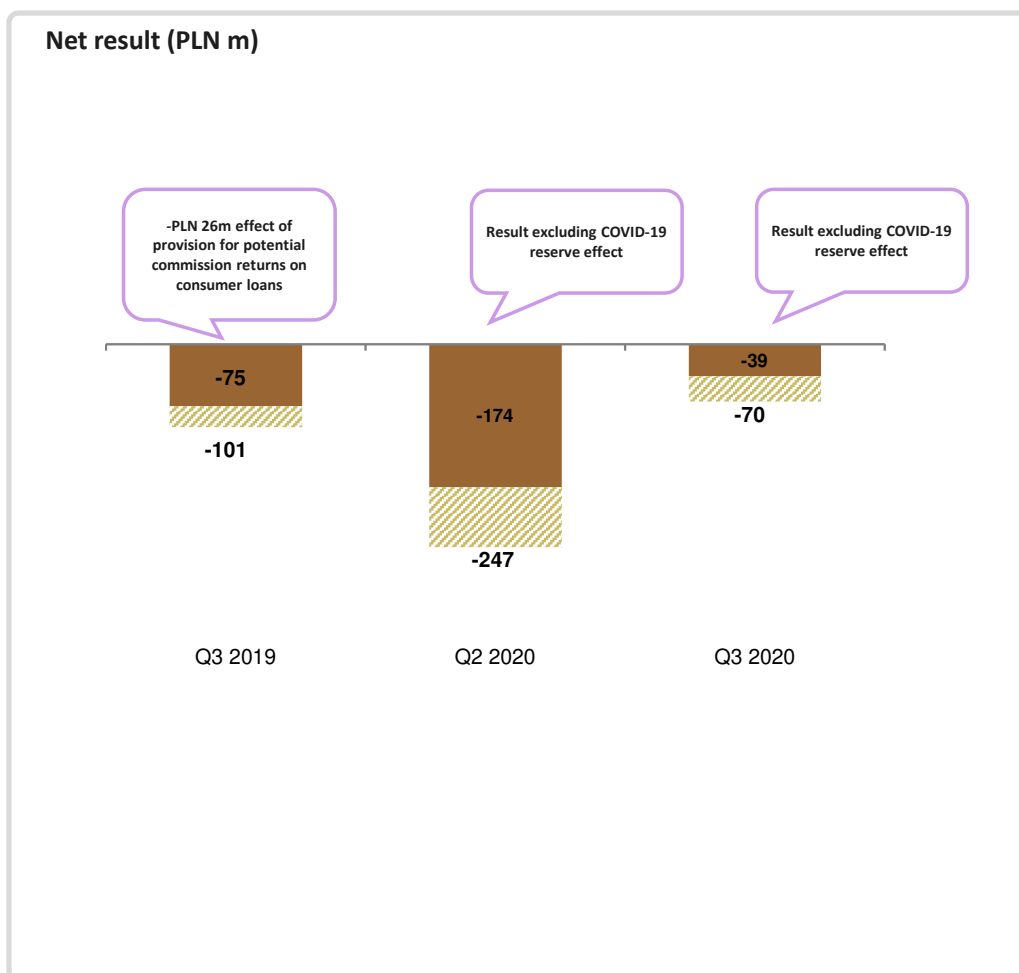 Net result (PLN m)
-PLN 26m effect of
provision for potential
commission returns on
consumer loans
Result excluding COVID-19
reserve effect
Result excluding COVID-19
reserve effect
-75
-101
-174
-247
-39
-70
Q3 2019
Q2 2020
Q3 2020